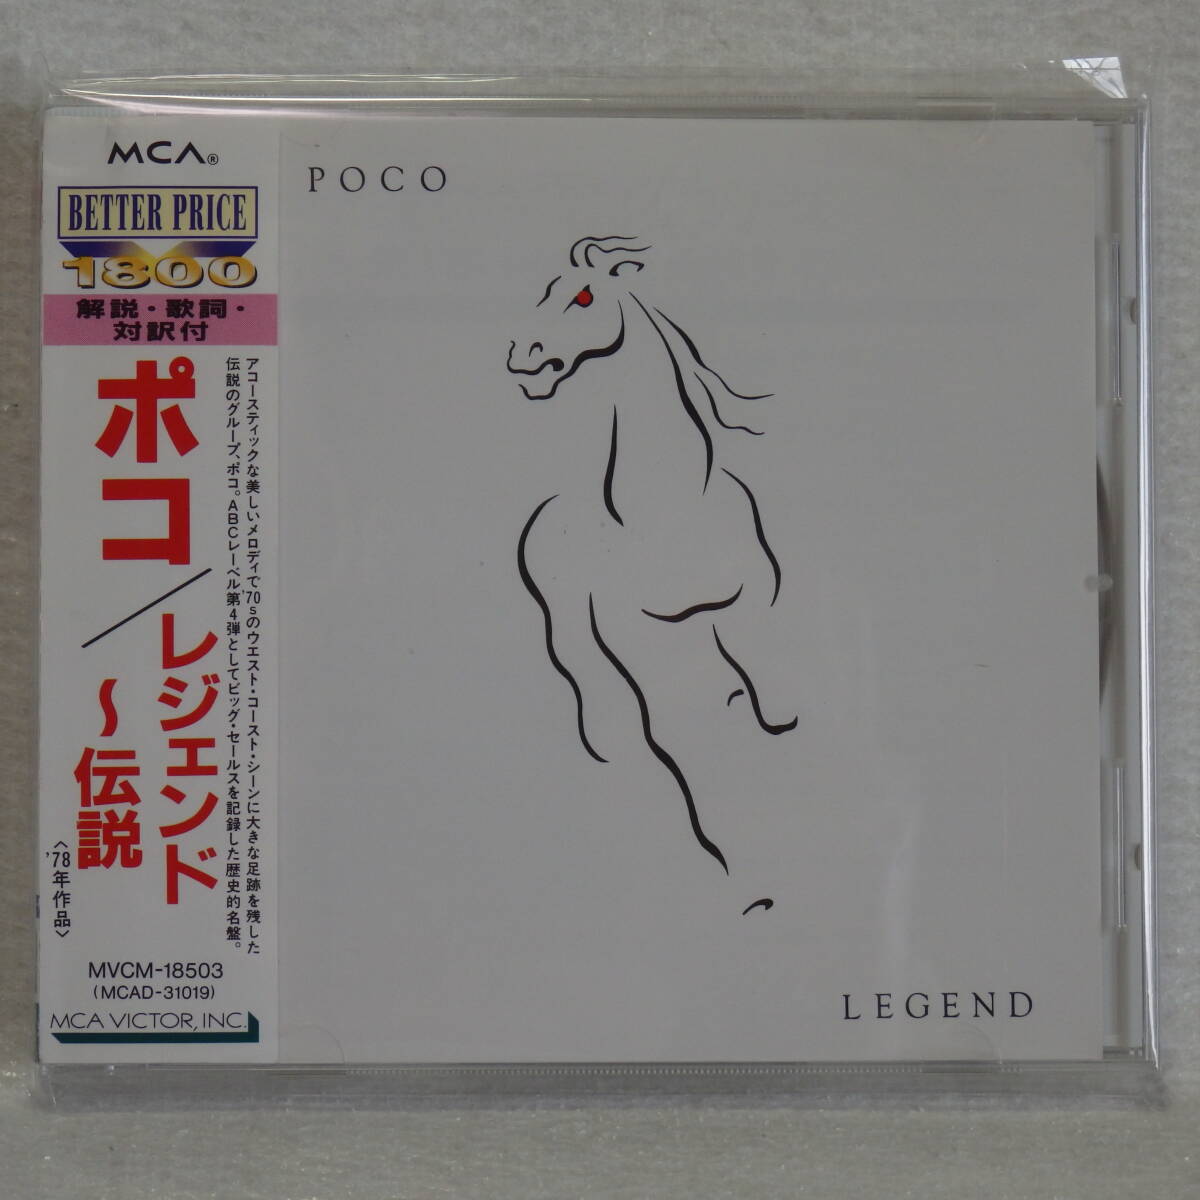 MCA®
BETTER PRICE
1800
解説・歌詞・
対訳付
アコースティックな美しいメロディで'70sのウエスト・コースト・シーンに大きな足跡を残した
伝説のグループ、ポコ。ABCレーベル第4弾としてビッグ・セールスを記録した歴史的名盤。
ポコ/
レジェンド
〜伝説
〈'78年作品〉
MVCM-18503
(MCAD-31019)
MCA VICTOR, INC.
POCO
LEGEND